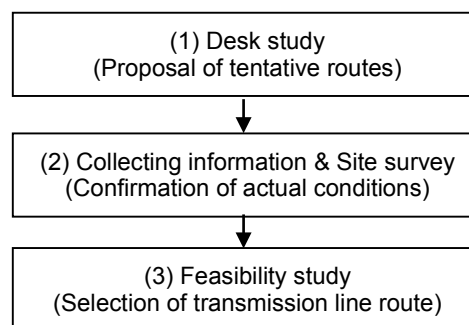 (1) Desk study
(Proposal of tentative routes)
(2) Collecting information & Site survey
(Confirmation of actual conditions)
(3) Feasibility study
(Selection of transmission line route)